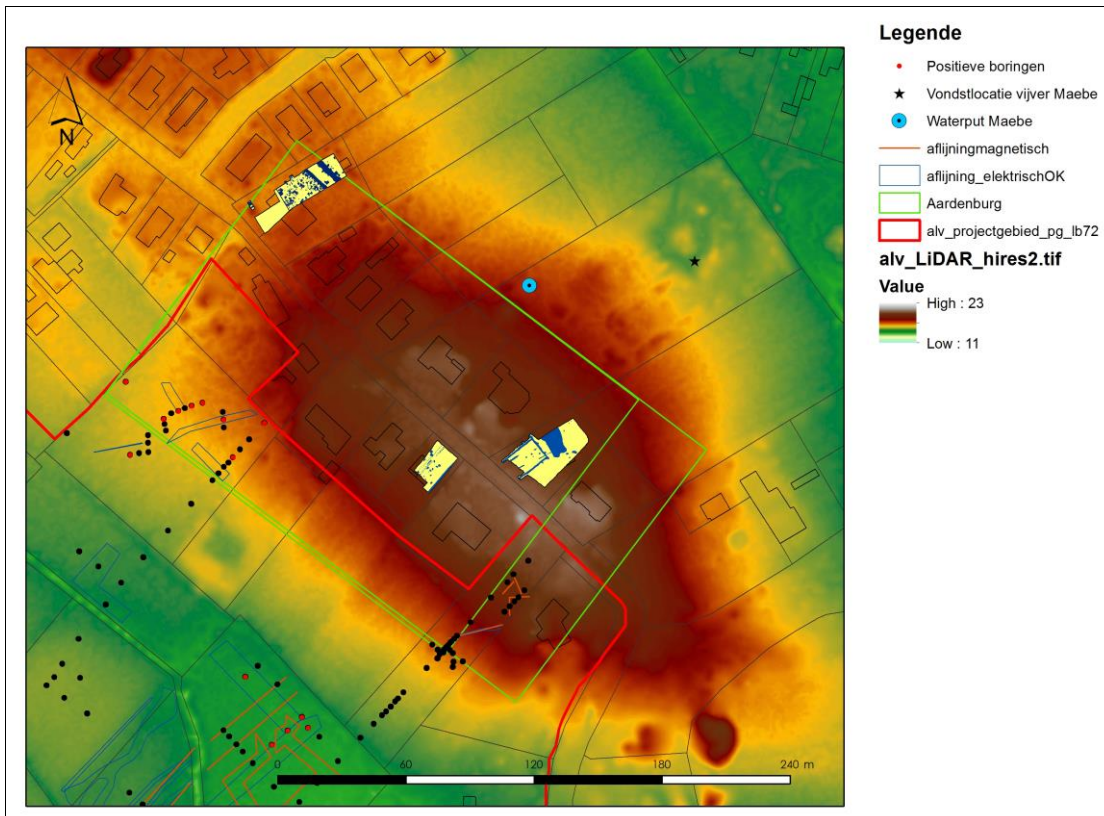 Legende
Positieve boringen
Vondstlocatie vijver Maebe
Waterput Maebe
aflijningmagnetisch
aflijning_elektrischOK
Aardenburg
alv_projectgebied_pg_lb72
alv_LiDAR_hires2.tif
Value
High : 23
Low : 11
N
0 60 120 180 240 m